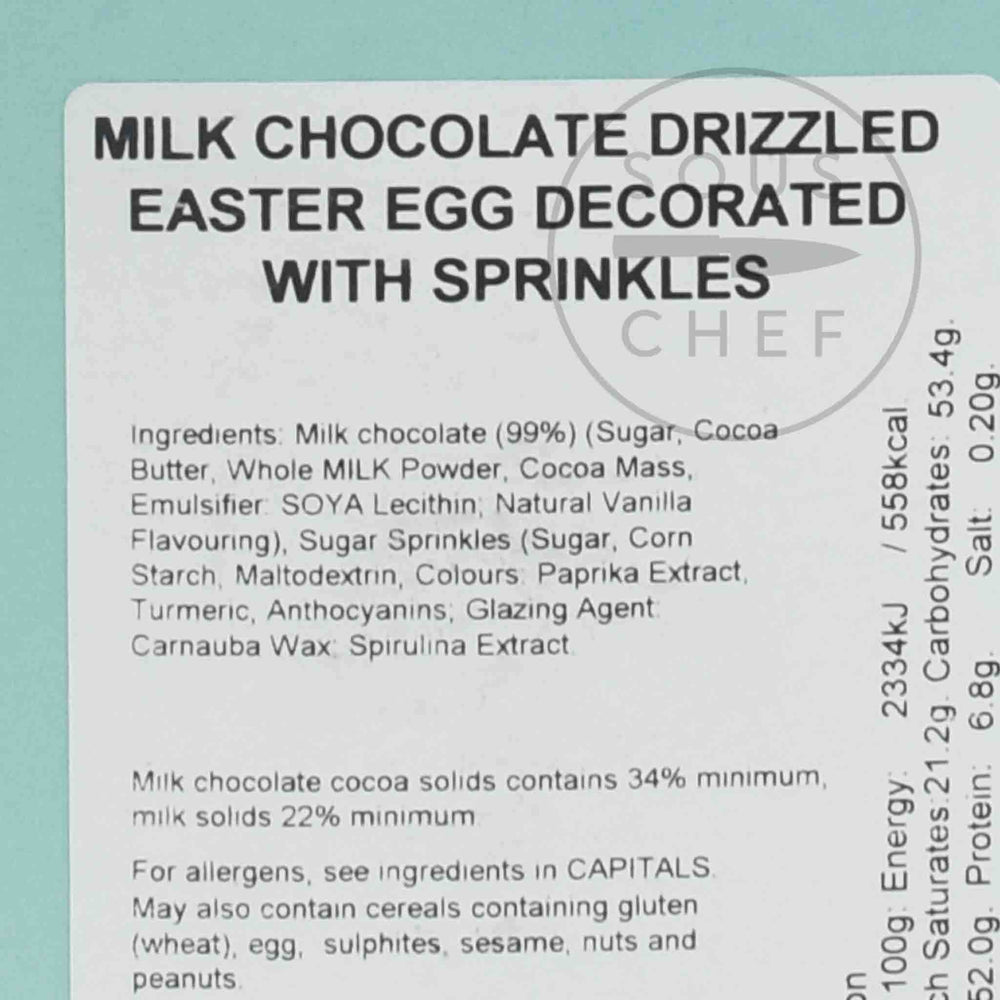 MILK CHOCOLATE DRIZZLED
EASTER EGG DECORATED
WITH SPRINKLES
SOUS
CHEF
Ingredients: Milk chocolate (99%) (Sugar, Cocoa
Butter, Whole MILK Powder, Cocoa Mass,
Emulsifier: SOYA Lecithin; Natural Vanilla
Flavouring), Sugar Sprinkles (Sugar, Corn
Starch, Maltodextrin, Colours: Paprika Extract,
Turmeric, Anthocyanins; Glazing Agent:
Carnauba Wax; Spirulina Extract
Milk chocolate cocoa solids contains 34% minimum,
milk solids 22% minimum
For allergens, see ingredients in CAPITALS.
May also contain cereals containing gluten
(wheat), egg, sulphites, sesame, nuts and
peanuts.
100g: Energy: 2334kJ / 558kcal
Saturates:21.2g. Carbohydrates: 53.4g.
52.0g. Protein: 6.8g. Salt: 0.20g.